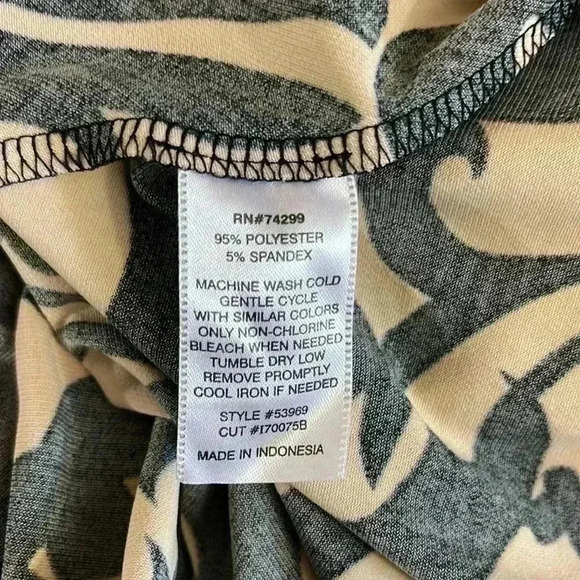 RN#74299
95% POLYESTER
5% SPANDEX
MACHINE WASH COLD
GENTLE CYCLE
WITH SIMILAR COLORS
ONLY NON-CHLORINE
BLEACH WHEN NEEDED
TUMBLE DRY LOW
REMOVE PROMPTLY
COOL IRON IF NEEDED
STYLE #53969
CUT #I70075B
MADE IN INDONESIA